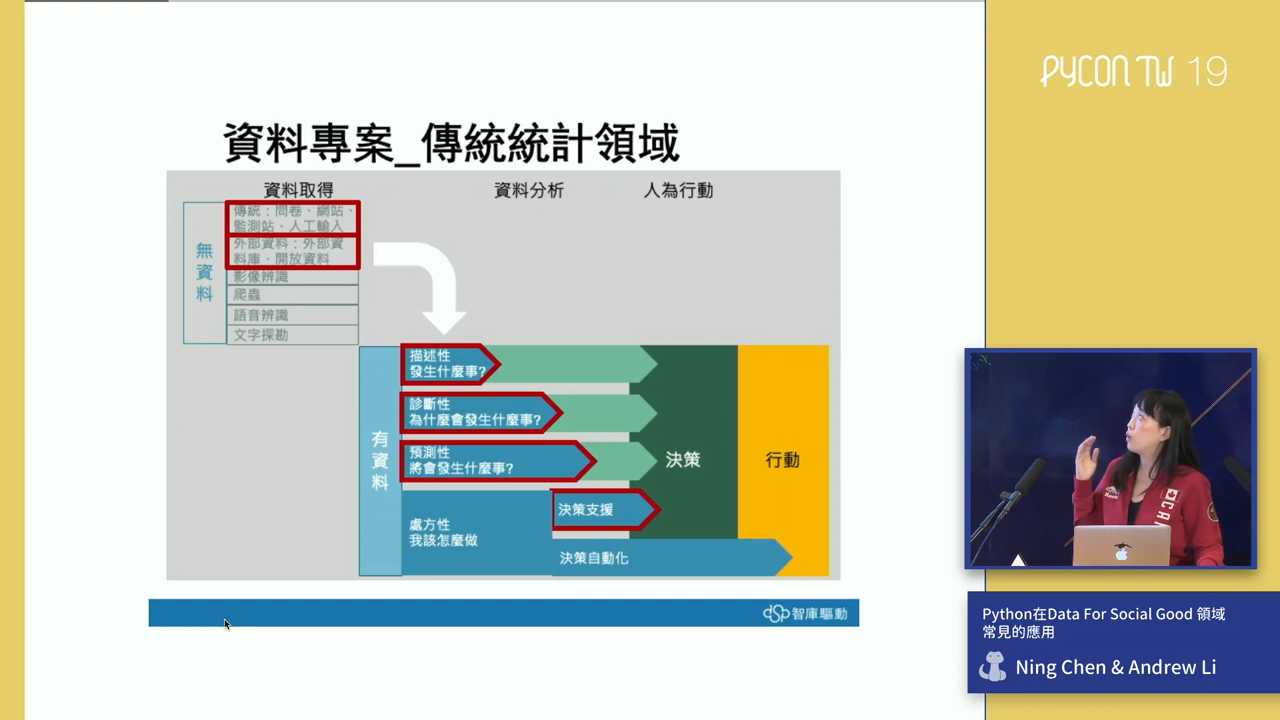 PYCON TW 19
資料專案_傳統統計領域
資料取得
資料分析
人為行動
無資料
傳統：問卷、網站、
監測站、人工輸入
外部資料：外部資
料庫、開放資料
影像辨識
爬蟲
語音辨識
文字探勘
有資料
描述性
發生什麼事?
診斷性
為什麼會發生什麼事?
預測性
將會發生什麼事?
處方性
我該怎麼做
決策支援
決策自動化
決策
行動
dSp智庫驅動
Python在Data For Social Good 領域
常見的應用
Ning Chen & Andrew Li